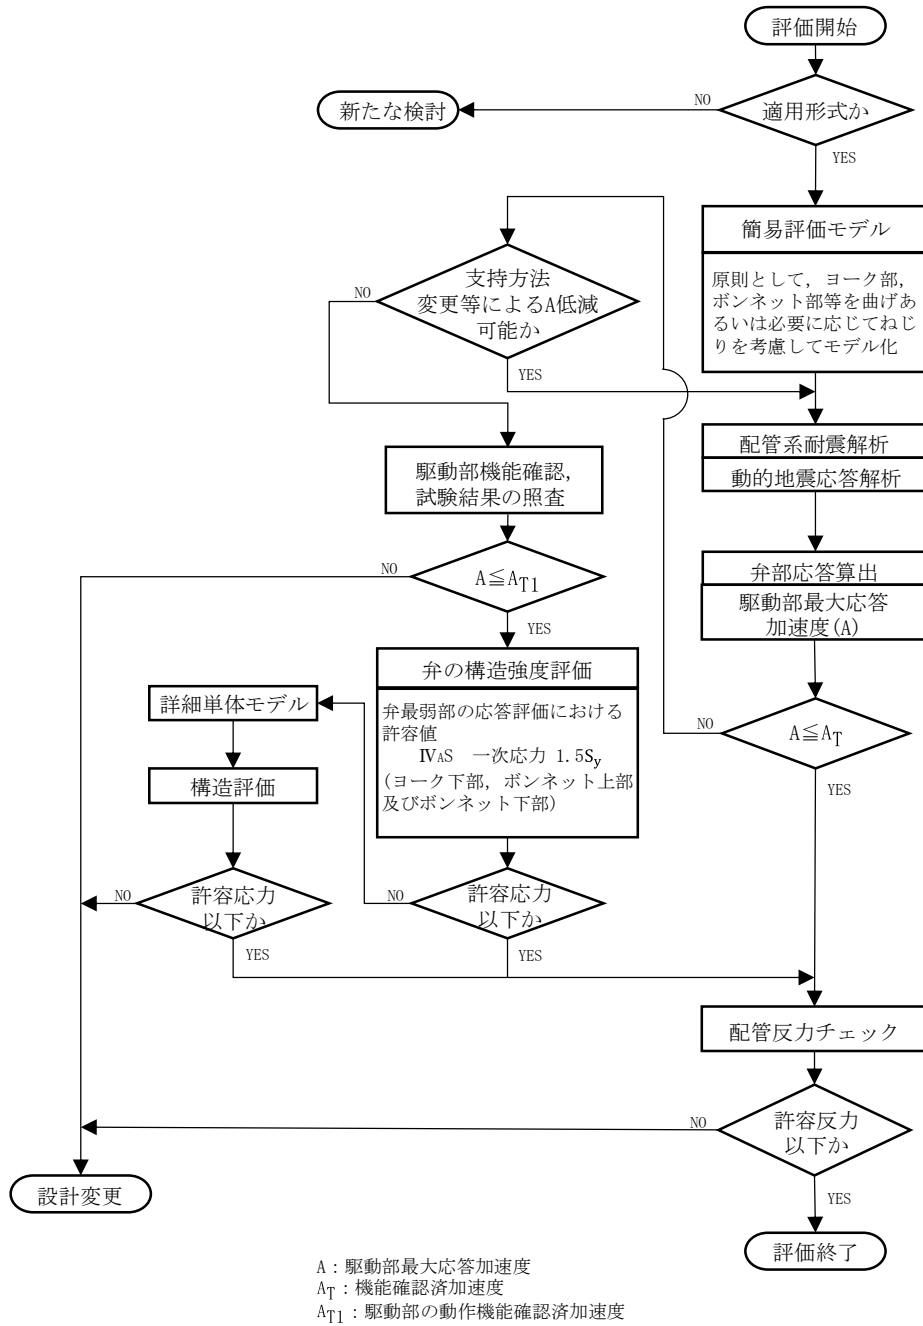 評価開始
適用形式か
NO
新たな検討
YES
簡易評価モデル
原則として，ヨーク部，
ボンネット部等を曲げあ
るいは必要に応じてねじ
りを考慮してモデル化
支持方法
変更等によるA低減
可能か
NO
YES
配管系耐震解析
動的地震応答解析
駆動部機能確認，
試験結果の照査
弁部応答算出
駆動部最大応答
加速度(A)
A≦AT1
NO
YES
弁の構造強度評価
弁最弱部の応答評価における
許容値
ⅣAS　一次応力 1.5Sy
(ヨーク下部，ボンネット上部
及びボンネット下部)
A≦AT
NO
YES
詳細単体モデル
構造評価
許容応力
以下か
NO
YES
許容応力
以下か
NO
YES
配管反力チェック
許容反力
以下か
NO
YES
設計変更
評価終了
A：駆動部最大応答加速度
AT：機能確認済加速度
AT1：駆動部の動作機能確認済加速度